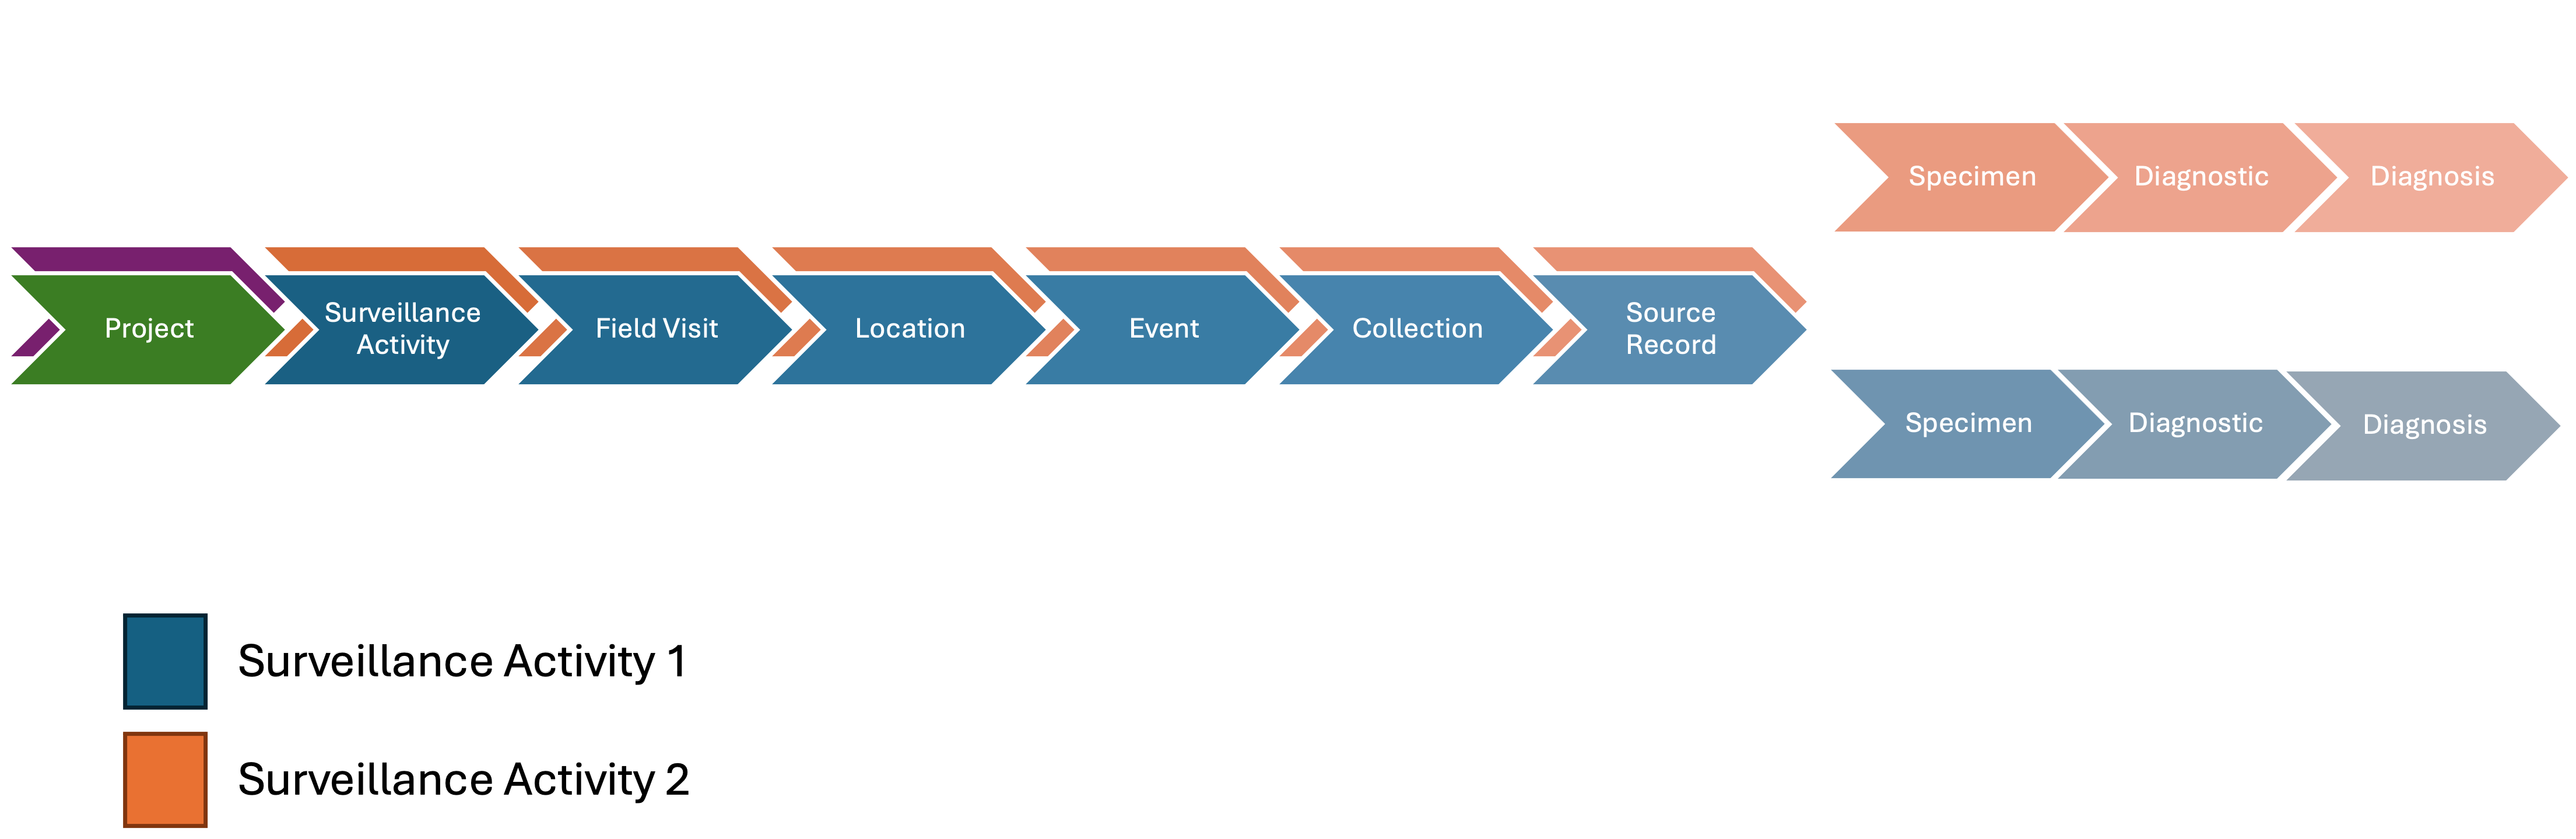 Specimen
Diagnostic
Diagnosis
Project
Surveillance
Activity
Field Visit
Location
Event
Collection
Source
Record
Specimen
Diagnostic
Diagnosis
Surveillance Activity 1
Surveillance Activity 2